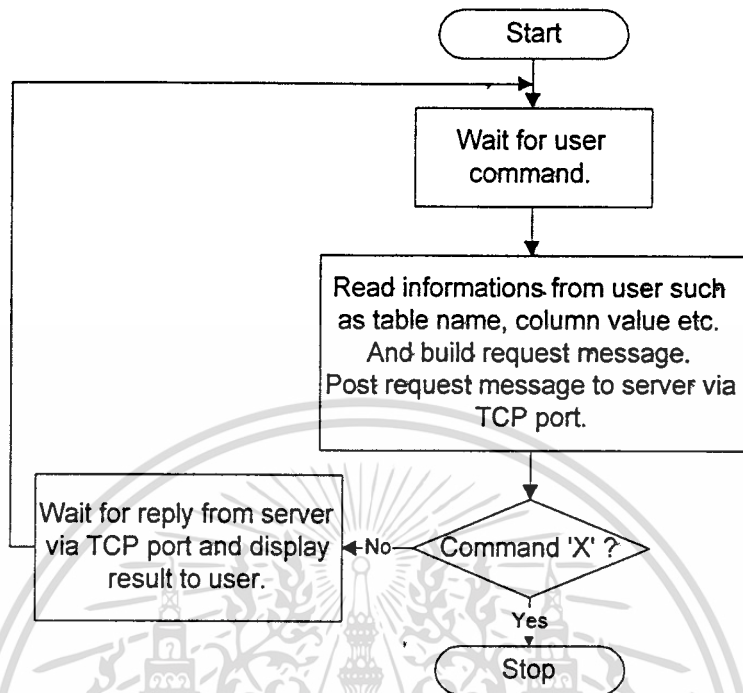 Start
Wait for user
command.
Read informations from user such
as table name, column value etc.
And build request message.
Post request message to server via
TCP port.
Command 'X' ?
No
Wait for reply from server
via TCP port and display
result to user.
Yes
Stop